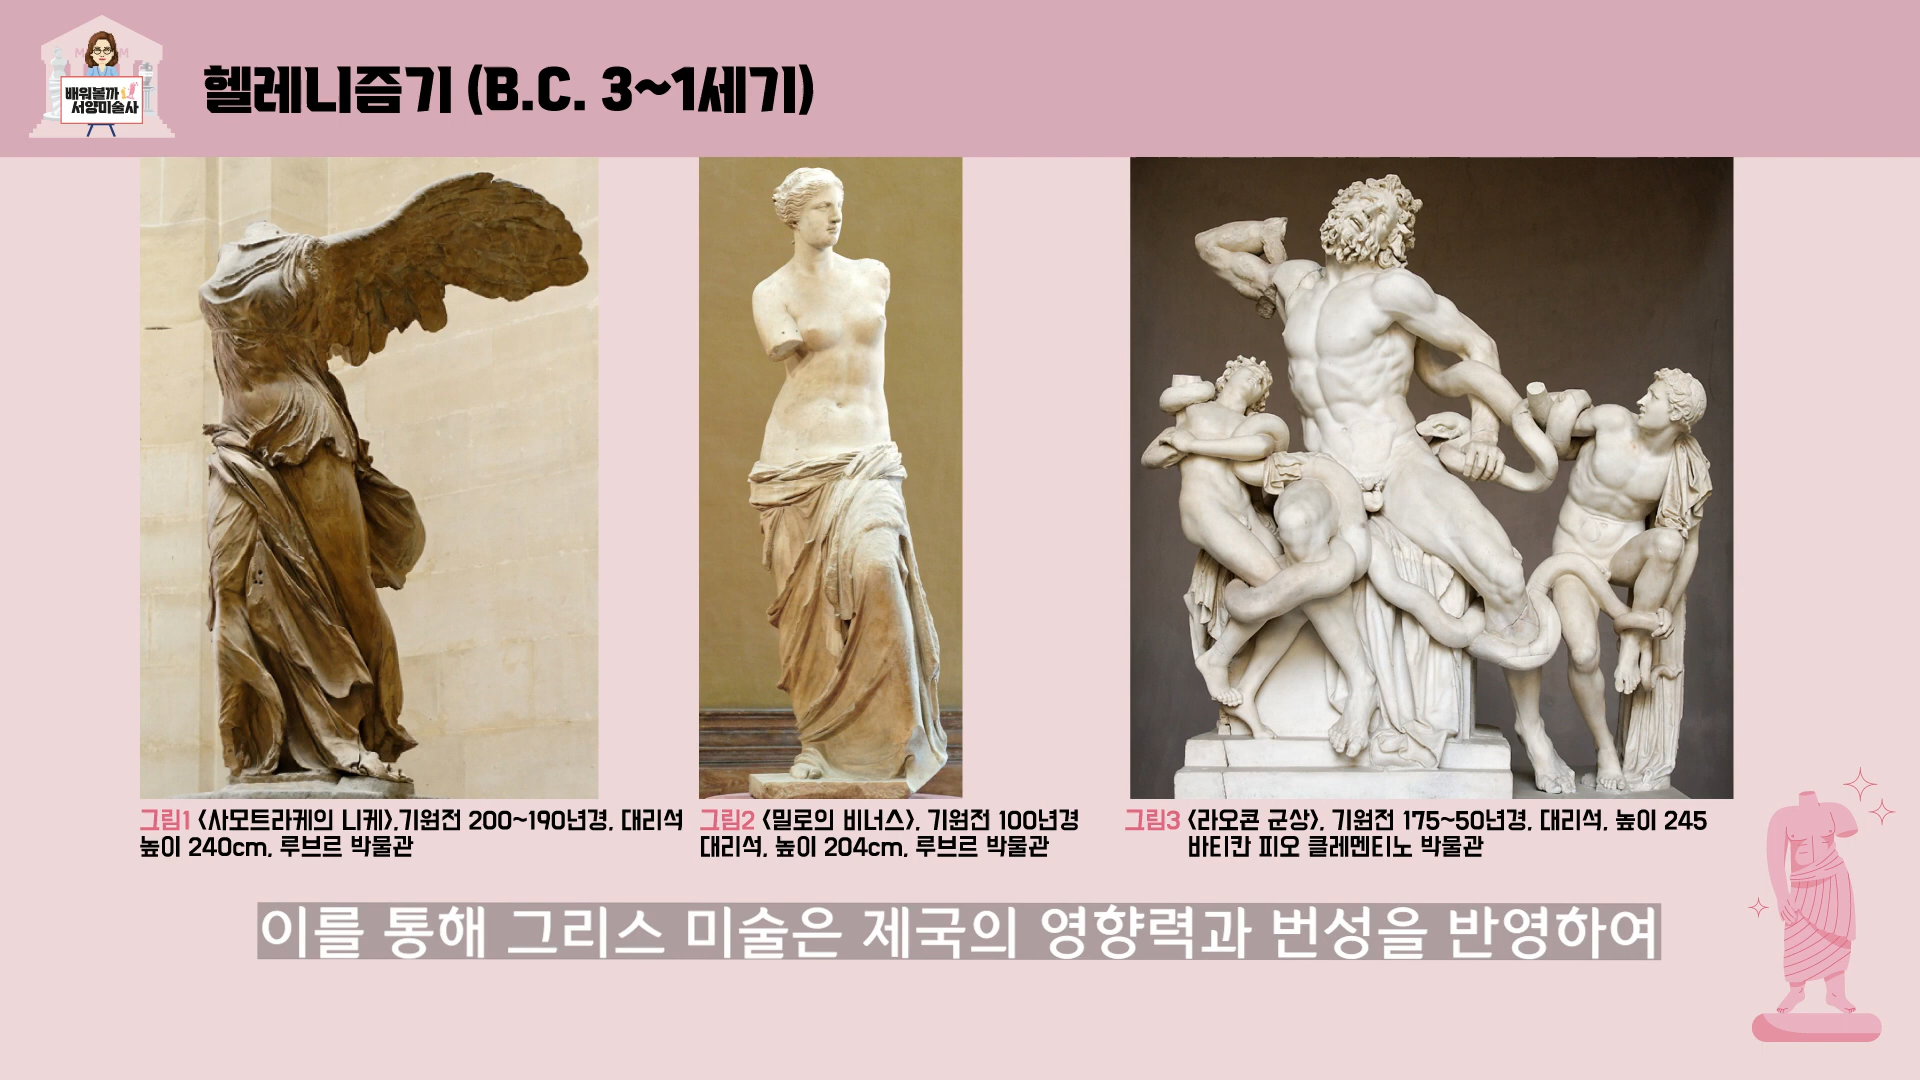 배워볼까
서양미술사
헬레니즘기 (B.C. 3~1세기)
그림1 <사모트라케의 니케>,기원전 200~190년경, 대리석
높이 240cm, 루브르 박물관
그림2 <밀로의 비너스>, 기원전 100년경
대리석, 높이 204cm, 루브르 박물관
그림3 <라오콘 군상>, 기원전 175~50년경, 대리석, 높이 245
바티칸 피오 클레멘티노 박물관
이를 통해 그리스 미술은 제국의 영향력과 번성을 반영하여